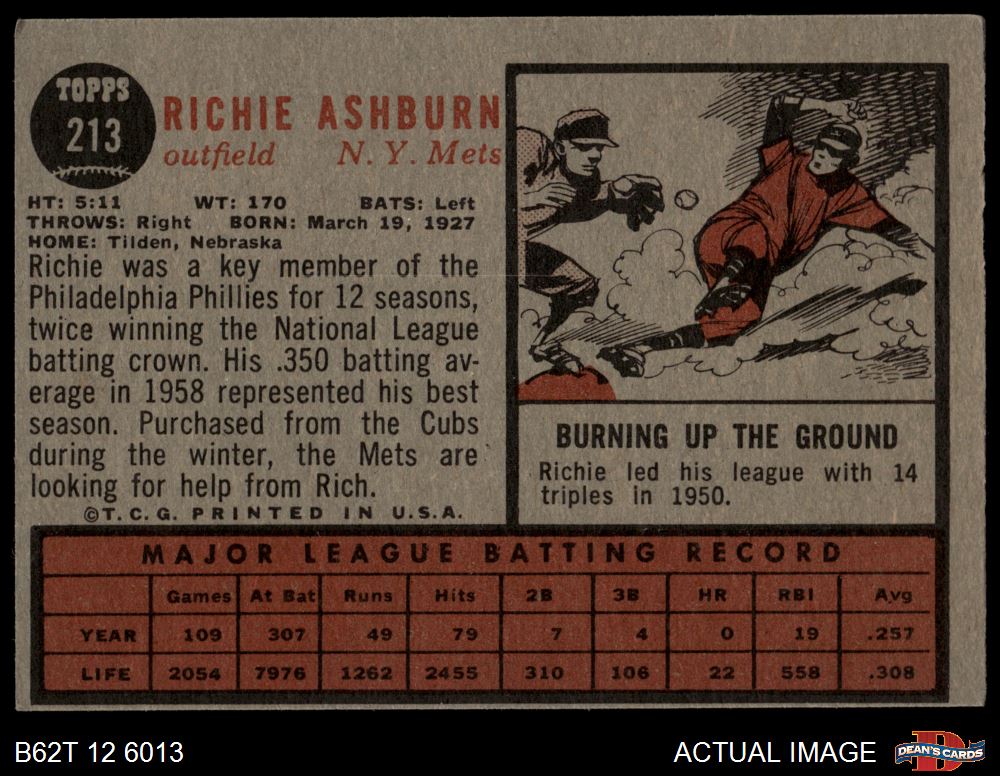 TOPPS
213
RICHIE ASHBURN
outfield N. Y. Mets
HT: 5:11 WT: 170 BATS: Left
THROWS: Right BORN: March 19, 1927
HOME: Tilden, Nebraska
Richie was a key member of the
Philadelphia Phillies for 12 seasons,
twice winning the National League
batting crown. His .350 batting av-
erage in 1958 represented his best
season. Purchased from the Cubs
during the winter, the Mets are
looking for help from Rich.
©T.C.G. PRINTED IN U.S.A.
BURNING UP THE GROUND
Richie led his league with 14
triples in 1950.
MAJOR LEAGUE BATTING RECORD
Games At Bat Runs Hits 2B 3B HR RBI Avg
YEAR 109 307 49 79 7 4 0 19 .257
LIFE 2054 7976 1262 2455 310 106 22 558 .308
B62T 12 6013
ACTUAL IMAGE
DEAN'S CARDS